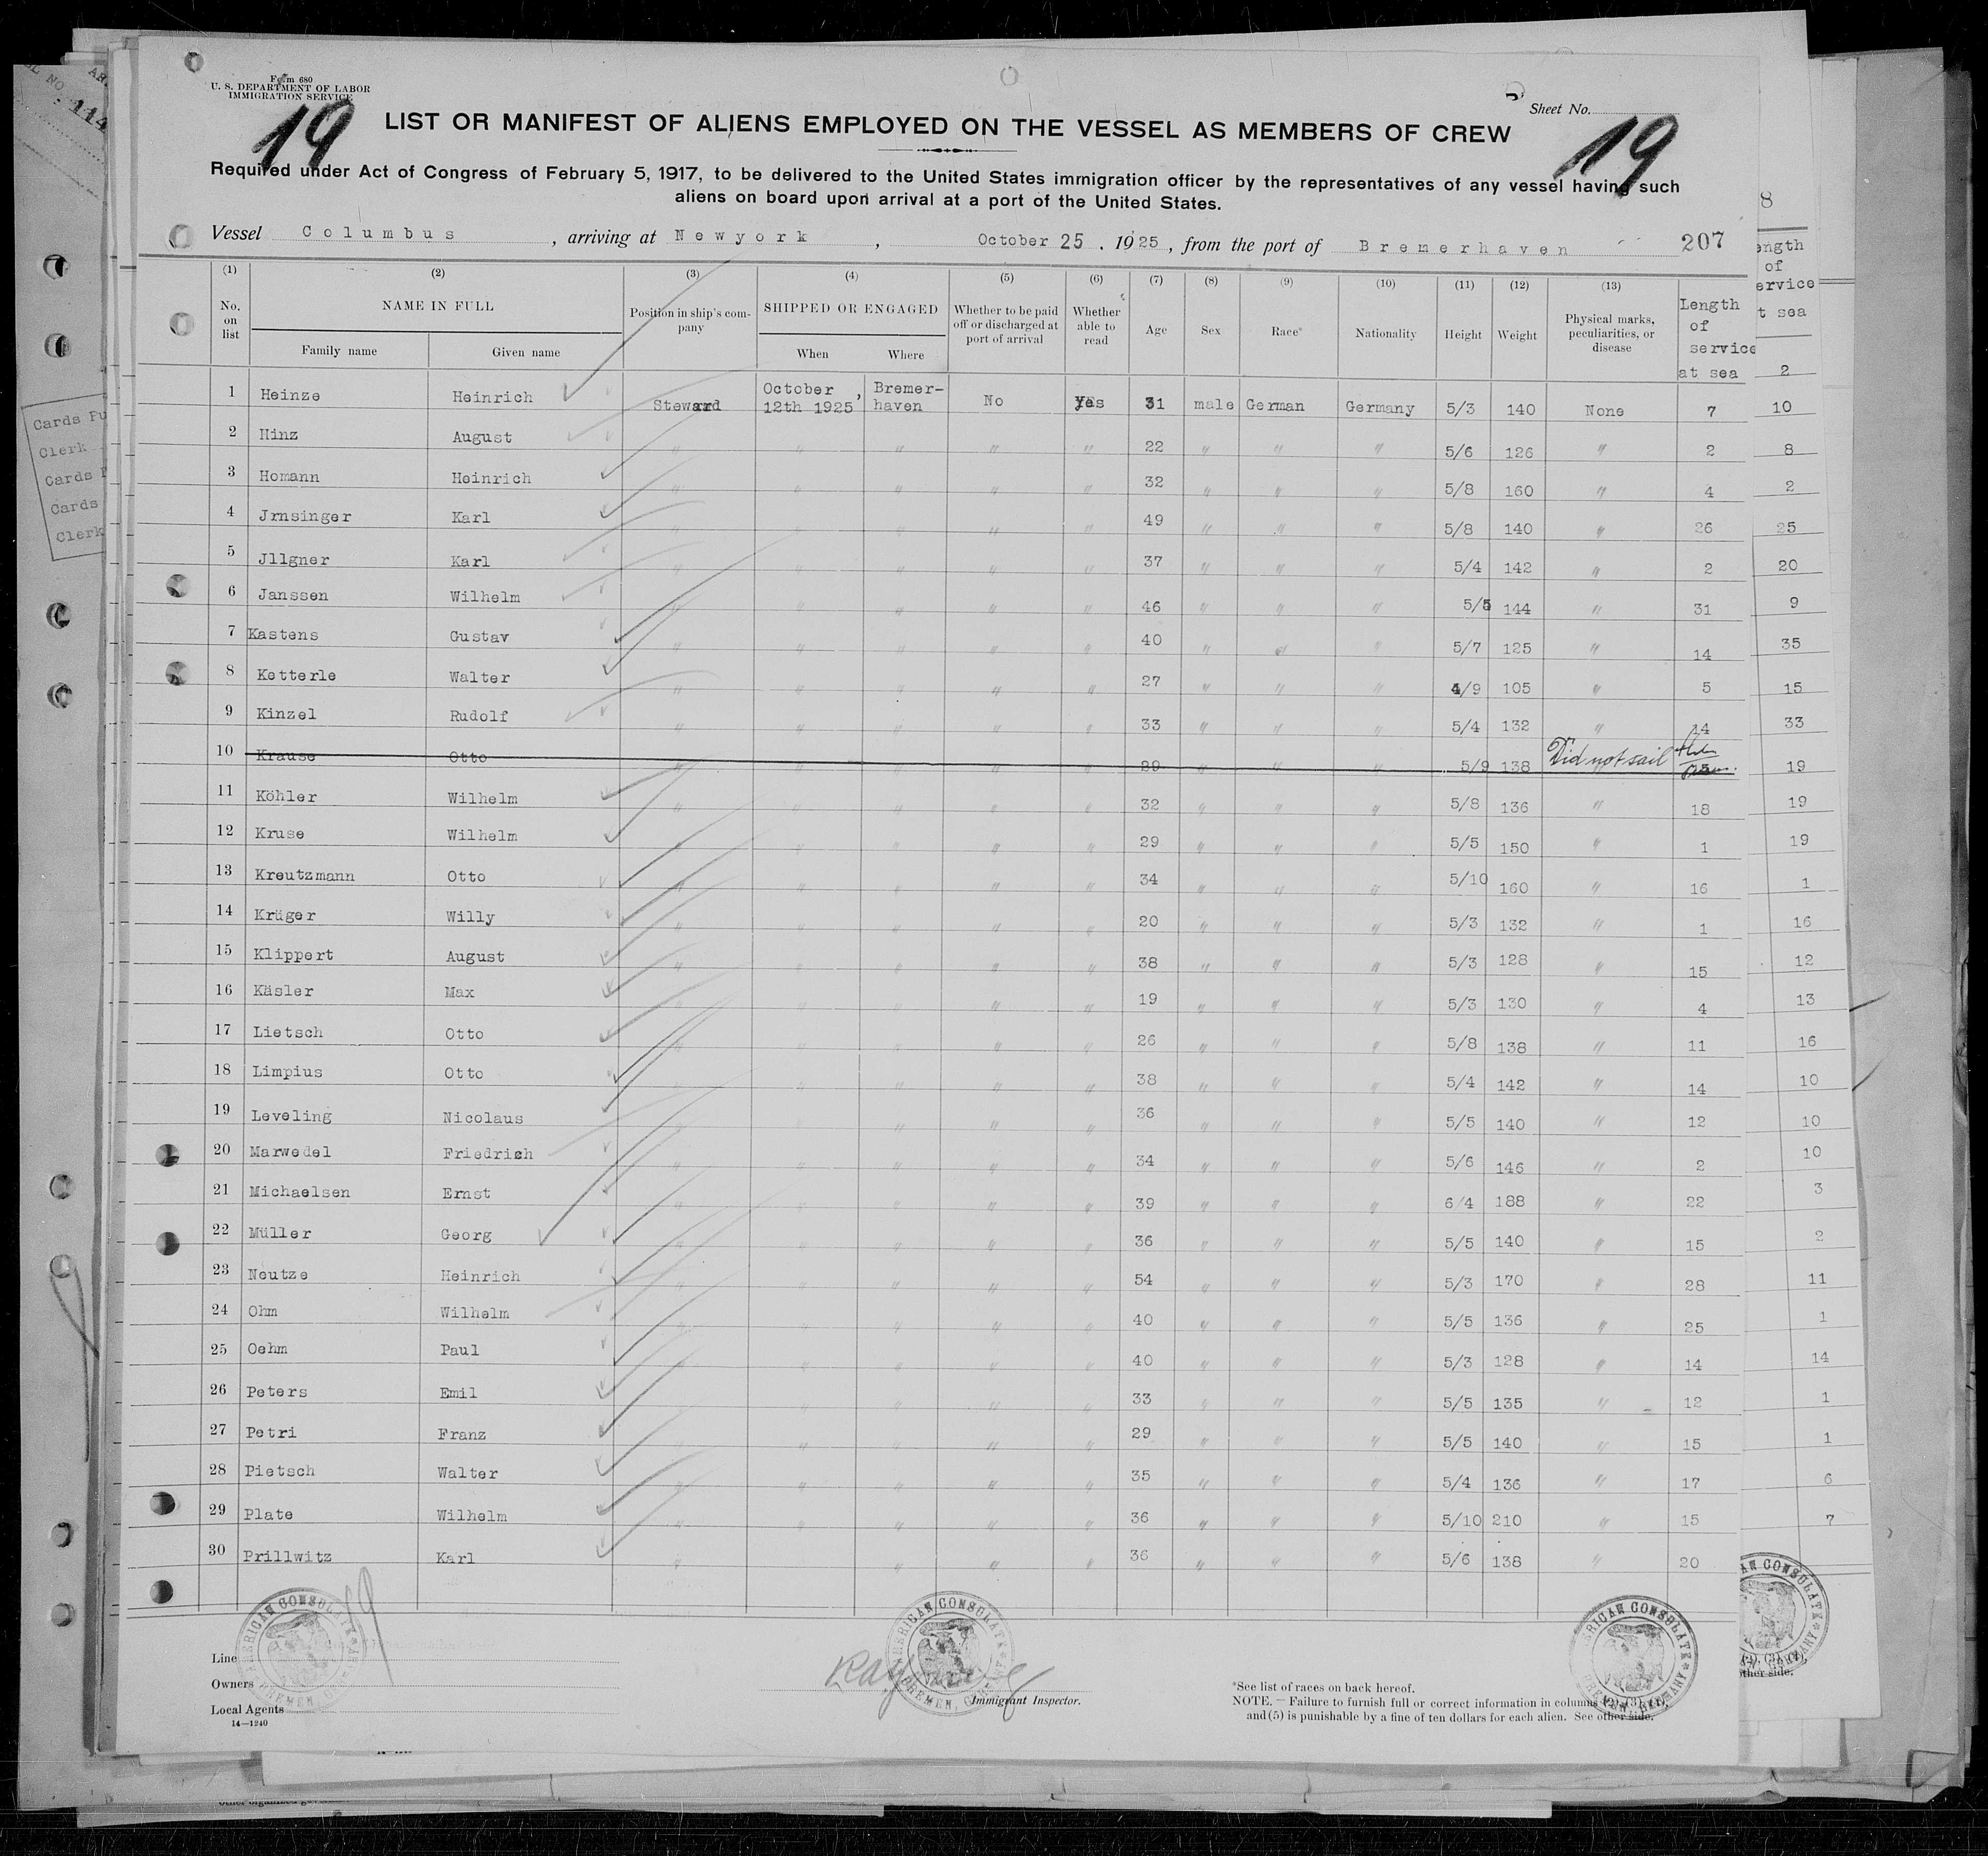 Form 680
U. S. DEPARTMENT OF LABOR
IMMIGRATION SERVICE
19
Sheet No.
19
LIST OR MANIFEST OF ALIENS EMPLOYED ON THE VESSEL AS MEMBERS OF CREW
Required under Act of Congress of February 5, 1917, to be delivered to the United States immigration officer by the representatives of any vessel having such
aliens on board upon arrival at a port of the United States.
Vessel Columbus, arriving at Newyork, October 25, 1925, from the port of Bremerhaven 207
(1) (2) (3) (4) (5) (6) (7) (8) (9) (10) (11) (12) (13)
No. on list NAME IN FULL Family name Given name Position in ship's company SHIPPED OR ENGAGED When Where Whether to be paid off or discharged at port of arrival Whether able to read Age Sex Race* Nationality Height Weight Physical marks, peculiarities, or disease Length of service at sea
1 Heinze Heinrich Steward October 12th 1925, Bremerhaven No Yes 31 male German Germany 5/3 140 None 7
2 Hinz August " " " " " 22 " " " 5/6 126 " 2
3 Homann Heinrich " " " " " 32 " " " 5/8 160 " 4
4 Jrnsinger Karl " " " " " 49 " " " 5/8 140 " 26
5 Jllgner Karl " " " " " 37 " " " 5/4 142 " 2
6 Janssen Wilhelm " " " " " 46 " " " 5/5 144 " 31
7 Kastens Gustav " " " " " 40 " " " 5/7 125 " 14
8 Ketterle Walter " " " " " 27 " " " 4/9 105 " 5
9 Kinzel Rudolf " " " " " 33 " " " 5/4 132 " 14
10 Krause Otto " " " " " 29 " " " 5/9 138 Did not sail
11 Köhler Wilhelm " " " " " 32 " " " 5/8 136 " 18
12 Kruse Wilhelm " " " " " 29 " " " 5/5 150 " 1
13 Kreutzmann Otto " " " " " 34 " " " 5/10 160 " 16
14 Krüger Willy " " " " " 20 " " " 5/3 132 " 1
15 Klippert August " " " " " 38 " " " 5/3 128 " 15
16 Käsler Max " " " " " 19 " " " 5/3 130 " 4
17 Lietsch Otto " " " " " 26 " " " 5/8 138 " 11
18 Limpius Otto " " " " " 38 " " " 5/4 142 " 14
19 Leveling Nicolaus " " " " " 36 " " " 5/5 140 " 12
20 Marwedel Friedrich " " " " " 34 " " " 5/6 146 " 2
21 Michaelsen Ernst " " " " " 39 " " " 6/4 188 " 22
22 Müller Georg " " " " " 36 " " " 5/5 140 " 15
23 Neutze Heinrich " " " " " 54 " " " 5/3 170 " 28
24 Ohm Wilhelm " " " " " 40 " " " 5/5 136 " 25
25 Oehm Paul " " " " " 40 " " " 5/3 128 " 14
26 Peters Emil " " " " " 33 " " " 5/5 135 " 12
27 Petri Franz " " " " " 29 " " " 5/5 140 " 15
28 Pietsch Walter " " " " " 35 " " " 5/4 136 " 17
29 Plate Wilhelm " " " " " 36 " " " 5/10 210 " 15
30 Prillwitz Karl " " " " " 36 " " " 5/6 138 " 20
AMERICAN CONSULATE BREMEN, GERMANY
19
Line
Owners
Local Agents
14—1240
Immigrant Inspector.
*See list of races on back hereof.
NOTE.—Failure to furnish full or correct information in columns (2), (3), (4),
and (5) is punishable by a fine of ten dollars for each alien. See other side.
114
Clerk
Cards
Cards
Clerk
8
2
10
8
2
25
20
9
35
15
33
19
19
19
1
16
12
13
16
10
10
10
3
2
11
1
14
1
1
6
7